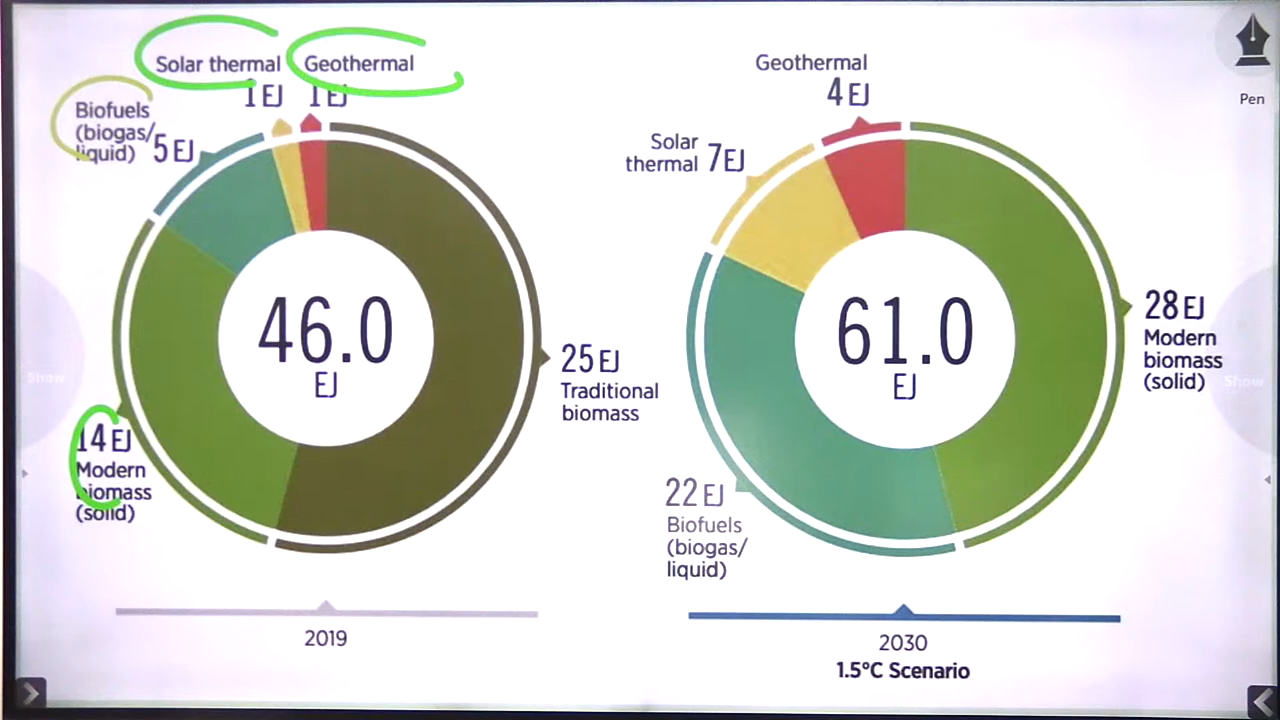 Solar thermal
1 EJ
Geothermal
1 EJ
Biofuels
(biogas/
liquid) 5 EJ
46.0
EJ
25 EJ
Traditional
biomass
14 EJ
Modern
biomass
(solid)
2019
Geothermal
4 EJ
Solar
thermal 7 EJ
61.0
EJ
28 EJ
Modern
biomass
(solid)
22 EJ
Biofuels
(biogas/
liquid)
2030
1.5°C Scenario
Pen
Show
Show